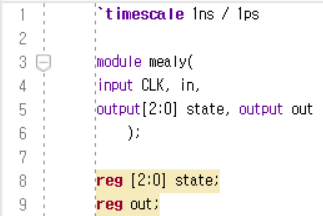 1 `timescale 1ns / 1ps
2
3 module mealy(
4 input CLK, in,
5 output[2:0] state, output out
6 );
7
8 reg [2:0] state;
9 reg out;